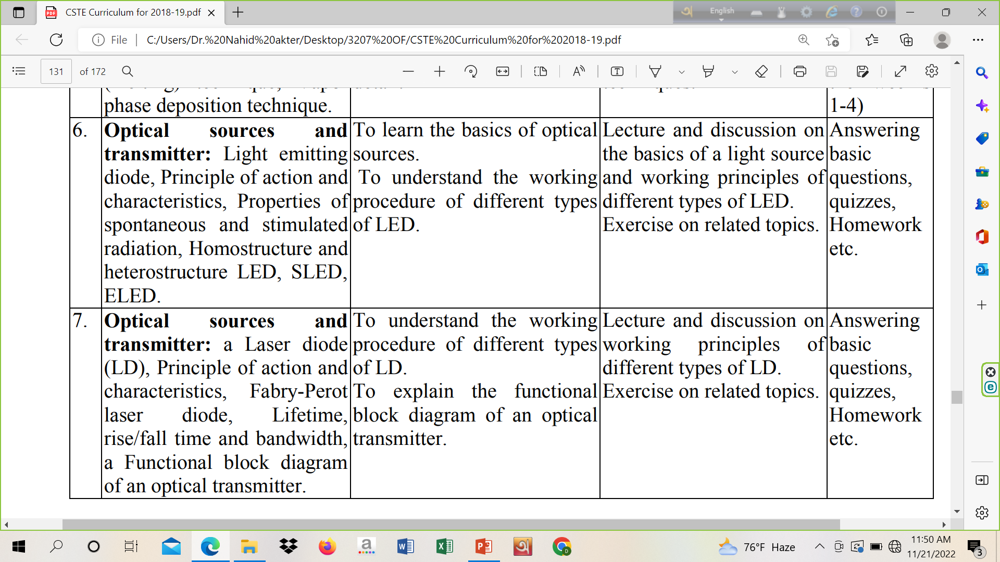 CSTE Curriculum for 2018-19.pdf
English
File
C:/Users/Dr.%20Nahid%20akter/Desktop/3207%20OF/CSTE%20Curriculum%20for%202018-19.pdf
131 of 172
phase deposition technique.
1-4)
6.
Optical sources and
transmitter: Light emitting
diode, Principle of action and
characteristics, Properties of
spontaneous and stimulated
radiation, Homostructure and
heterostructure LED, SLED,
ELED.
To learn the basics of optical
sources.
To understand the working
procedure of different types
of LED.
Lecture and discussion on
the basics of a light source
and working principles of
different types of LED.
Exercise on related topics.
Answering
basic
questions,
quizzes,
Homework
etc.
7.
Optical sources and
transmitter: a Laser diode
(LD), Principle of action and
characteristics, Fabry-Perot
laser diode, Lifetime,
rise/fall time and bandwidth,
a Functional block diagram
of an optical transmitter.
To understand the working
procedure of different types
of LD.
To explain the functional
block diagram of an optical
transmitter.
Lecture and discussion on
working principles of
different types of LD.
Exercise on related topics.
Answering
basic
questions,
quizzes,
Homework
etc.
76°F Haze
11:50 AM
11/21/2022
3